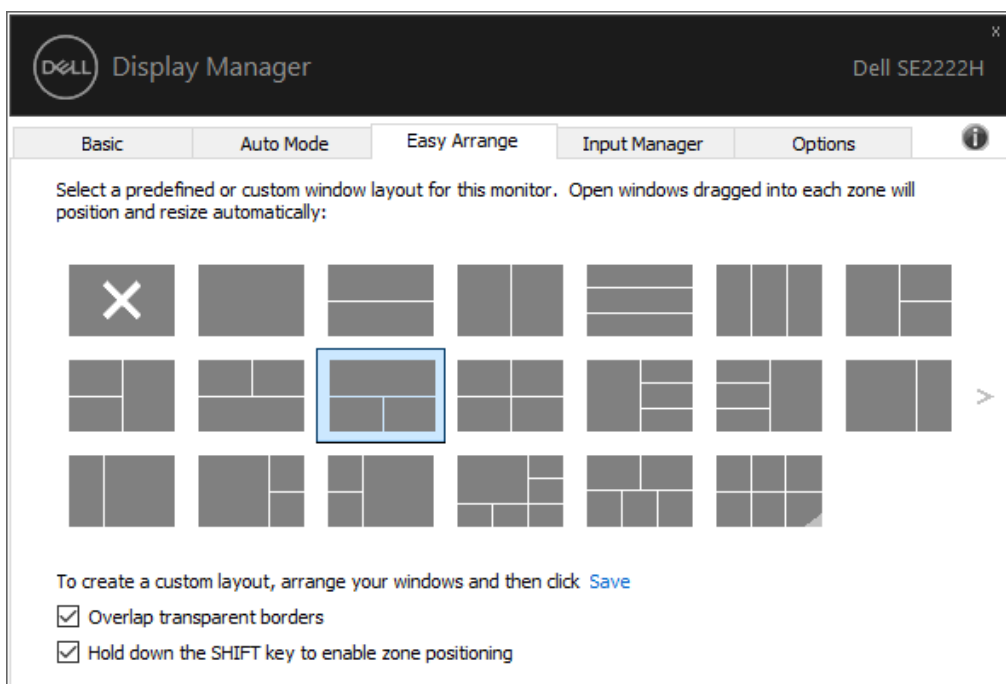 x
DELL
Display Manager
Dell SE2222H
Basic
Auto Mode
Easy Arrange
Input Manager
Options
i
Select a predefined or custom window layout for this monitor.  Open windows dragged into each zone will
position and resize automatically:
>
To create a custom layout, arrange your windows and then click Save
Overlap transparent borders
Hold down the SHIFT key to enable zone positioning